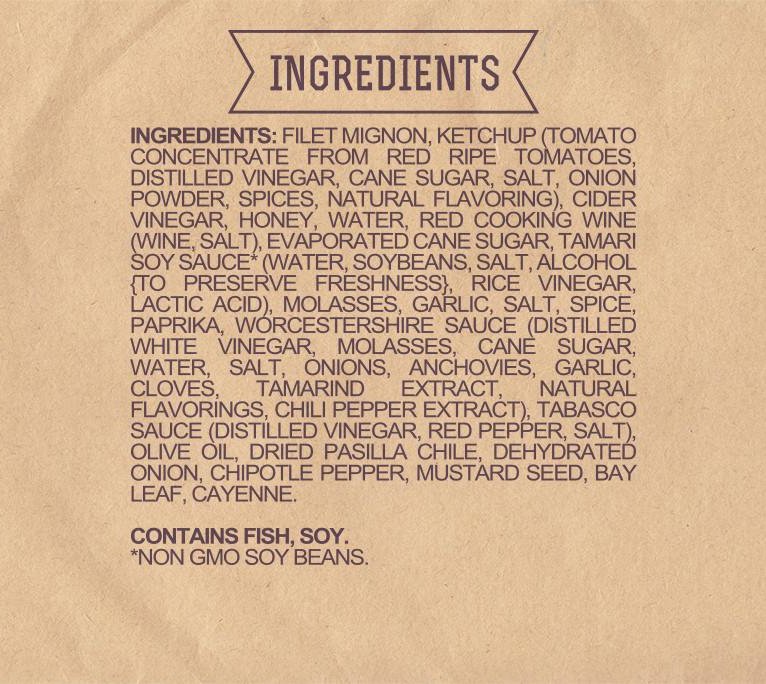 INGREDIENTS
INGREDIENTS: FILET MIGNON, KETCHUP (TOMATO
CONCENTRATE FROM RED RIPE TOMATOES,
DISTILLED VINEGAR, CANE SUGAR, SALT, ONION
POWDER, SPICES, NATURAL FLAVORING), CIDER
VINEGAR, HONEY, WATER, RED COOKING WINE
(WINE, SALT), EVAPORATED CANE SUGAR, TAMARI
SOY SAUCE* (WATER, SOYBEANS, SALT, ALCOHOL
{TO PRESERVE FRESHNESS}, RICE VINEGAR,
LACTIC ACID), MOLASSES, GARLIC, SALT, SPICE,
PAPRIKA, WORCESTERSHIRE SAUCE (DISTILLED
WHITE VINEGAR, MOLASSES, CANE SUGAR,
WATER, SALT, ONIONS, ANCHOVIES, GARLIC,
CLOVES, TAMARIND EXTRACT, NATURAL
FLAVORINGS, CHILI PEPPER EXTRACT), TABASCO
SAUCE (DISTILLED VINEGAR, RED PEPPER, SALT),
OLIVE OIL, DRIED PASILLA CHILE, DEHYDRATED
ONION, CHIPOTLE PEPPER, MUSTARD SEED, BAY
LEAF, CAYENNE.
CONTAINS FISH, SOY.
*NON GMO SOY BEANS.